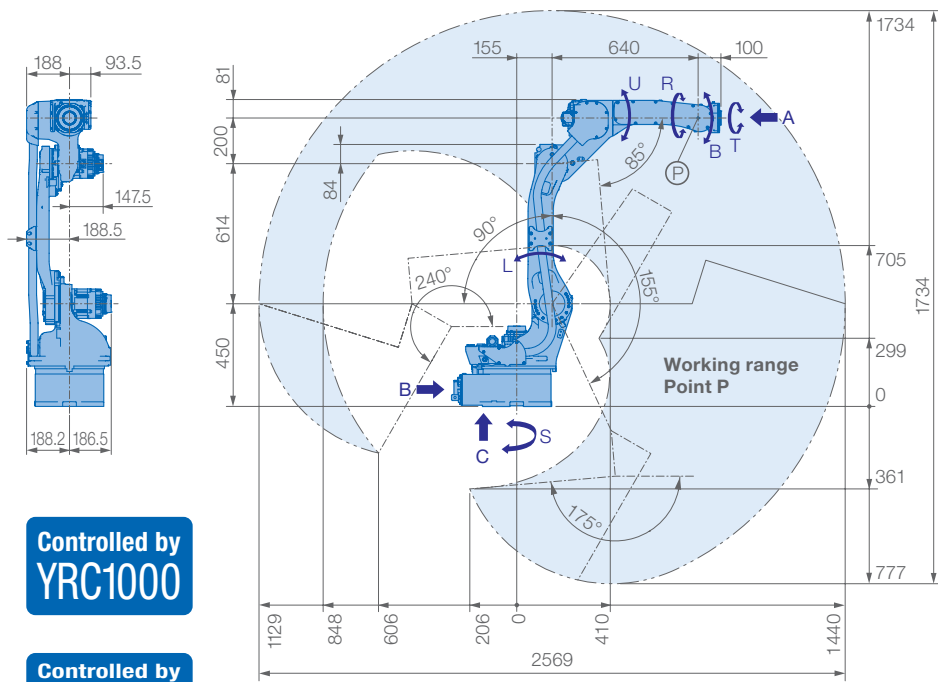 188
93.5
147.5
188.5
188.2
186.5
155
640
100
81
200
84
614
450
U
R
A
B
T
P
85°
90°
L
240°
155°
Working range
Point P
B
C
S
175°
1734
705
299
0
361
777
1734
1129
848
606
206
0
410
1440
2569
Controlled by
YRC1000
Controlled by